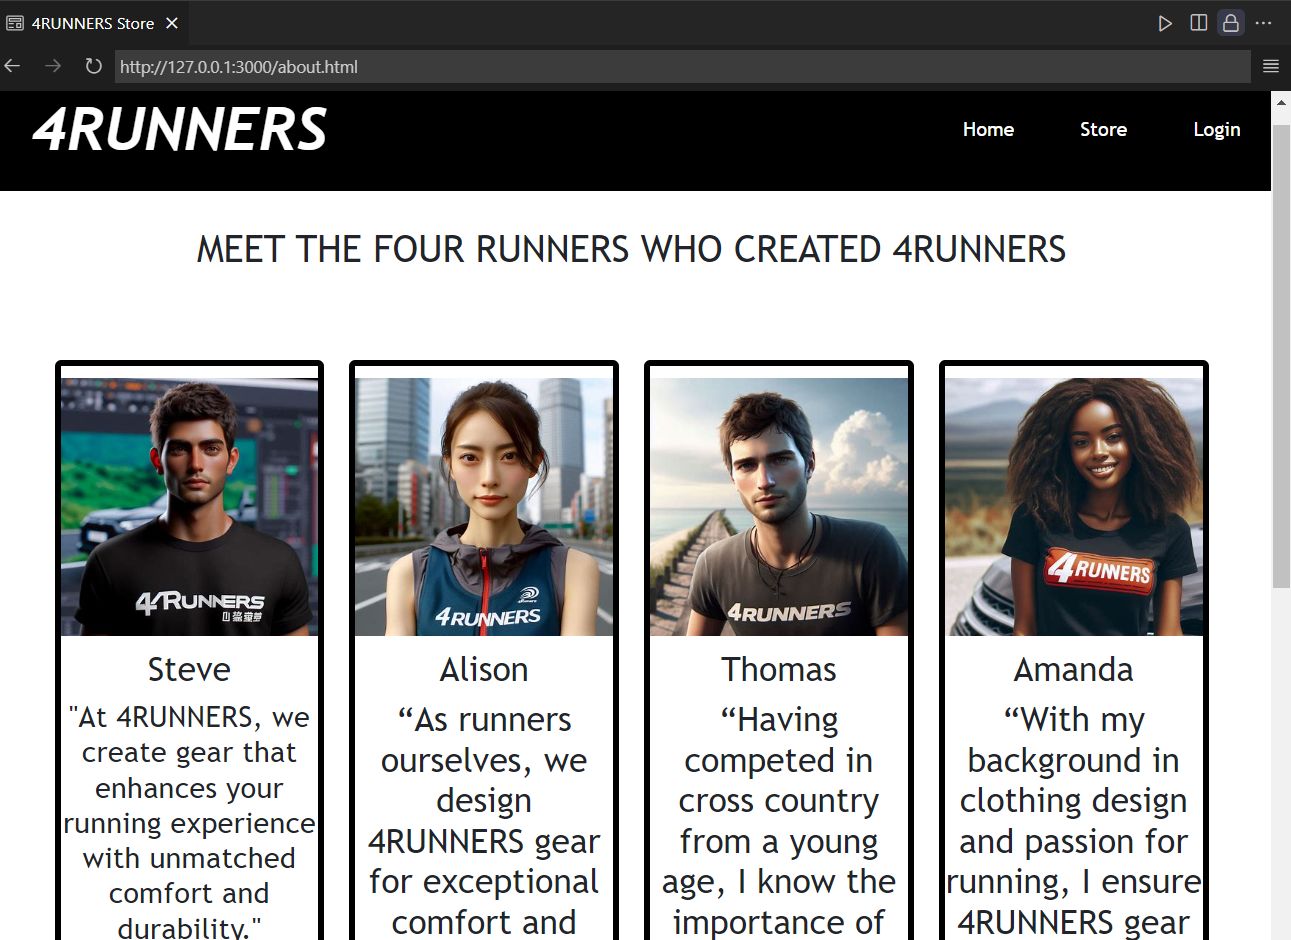 4RUNNERS Store
http://127.0.0.1:3000/about.html
4RUNNERS
Home
Store
Login
MEET THE FOUR RUNNERS WHO CREATED 4RUNNERS
4RUNNERS
4RUNNERS
4RUNNERS
4RUNNERS
Steve
"At 4RUNNERS, we
create gear that
enhances your
running experience
with unmatched
comfort and
durability."
Alison
“As runners
ourselves, we
design
4RUNNERS gear
for exceptional
comfort and
Thomas
“Having
competed in
cross country
from a young
age, I know the
importance of
Amanda
“With my
background in
clothing design
and passion for
running, I ensure
4RUNNERS gear